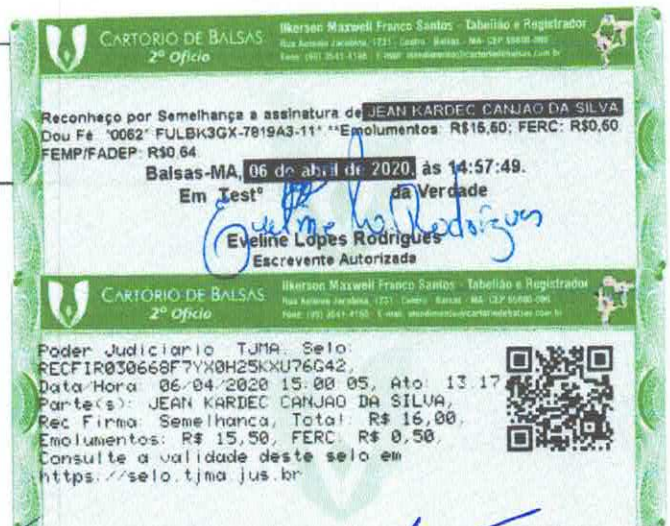 CARTÓRIO DE BALSAS
2º Ofício
Ilkerson Maxwell Franco Santos - Tabelião e Registrador
Reconheço por Semelhança a assinatura de JEAN KARDEC CANJAO DA SILVA
Dou Fé *0062* FULBK3GX-7819A3-11* **Emolumentos: R$15,50; FERC: R$0,50
FEMP/FADEP: R$0,64
Balsas-MA, 06 de abril de 2020, às 14:57:49.
Em Testº da Verdade
Eveline Lopes Rodrigues
Eveline Lopes Rodrigues
Escrevente Autorizada
CARTÓRIO DE BALSAS
2º Ofício
Ilkerson Maxwell Franco Santos - Tabelião e Registrador
Poder Judiciario TJMA. Selo:
RECFIR030668F7YX0H25KXU76G42,
Data/Hora: 06/04/2020 15:00:05, Ato: 13.17
Parte(s): JEAN KARDEC CANJAO DA SILVA,
Rec Firma: Semelhanca, Total: R$ 16,00,
Emolumentos: R$ 15,50, FERC: R$ 0,50,
Consulte a validade deste selo em
https://selo.tjma.jus.br